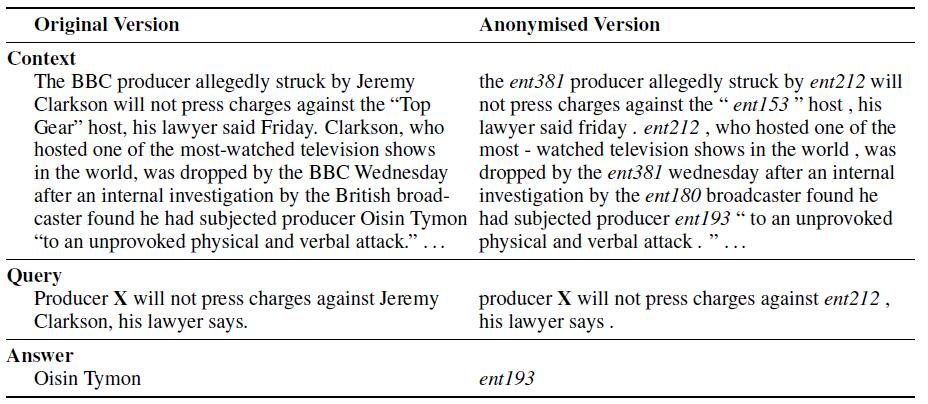 Original Version
Anonymised Version
Context
The BBC producer allegedly struck by Jeremy
Clarkson will not press charges against the “Top
Gear” host, his lawyer said Friday. Clarkson, who
hosted one of the most-watched television shows
in the world, was dropped by the BBC Wednesday
after an internal investigation by the British broad-
caster found he had subjected producer Oisin Tymon
“to an unprovoked physical and verbal attack.” ...
the ent381 producer allegedly struck by ent212 will
not press charges against the “ ent153 ” host , his
lawyer said friday . ent212 , who hosted one of the
most - watched television shows in the world , was
dropped by the ent381 wednesday after an internal
investigation by the ent180 broadcaster found he
had subjected producer ent193 “ to an unprovoked
physical and verbal attack . ” ...
Query
Producer X will not press charges against Jeremy
Clarkson, his lawyer says.
producer X will not press charges against ent212 ,
his lawyer says .
Answer
Oisin Tymon
ent193